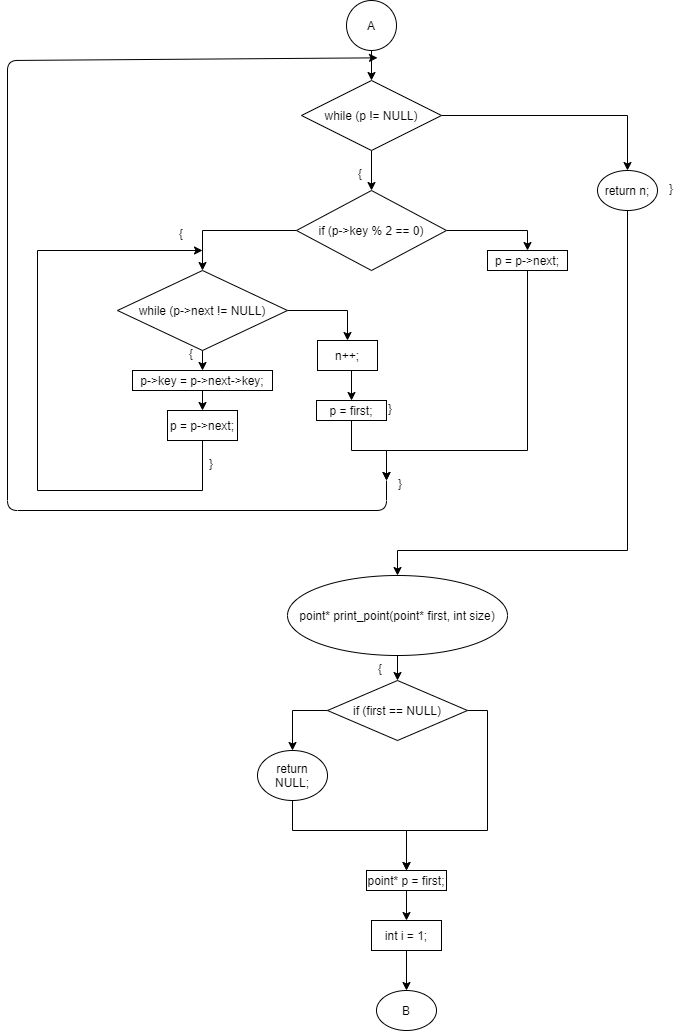 A
while (p != NULL)
{
return n;
}
if (p->key % 2 == 0)
{
p = p->next;
while (p->next != NULL)
{
n++;
p->key = p->next->key;
p = first;
}
p = p->next;
}
}
point* print_point(point* first, int size)
{
if (first == NULL)
return
NULL;
point* p = first;
int i = 1;
B